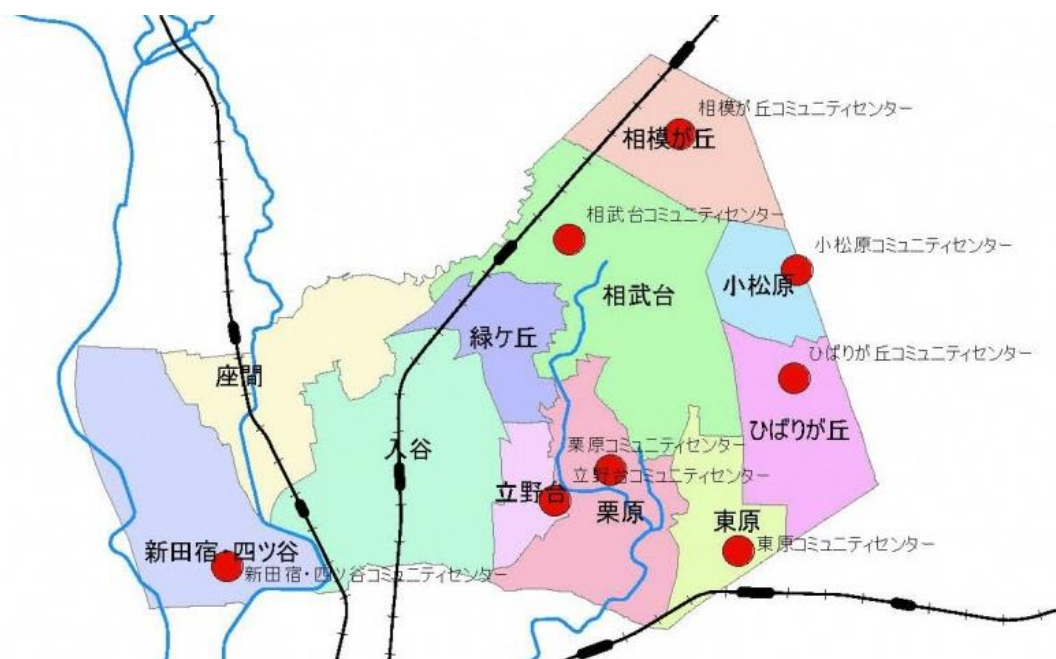 相模が丘コミュニティセンター
相模が丘
相武台コミュニティセンター
小松原コミュニティセンター
小松原
相武台
緑ケ丘
ひばりが丘コミュニティセンター
座間
ひばりが丘
入谷
栗原コミュニティセンター
立野台コミュニティセンター
立野台
栗原
東原
東原コミュニティセンター
新田宿・四ツ谷
新田宿・四ツ谷コミュニティセンター